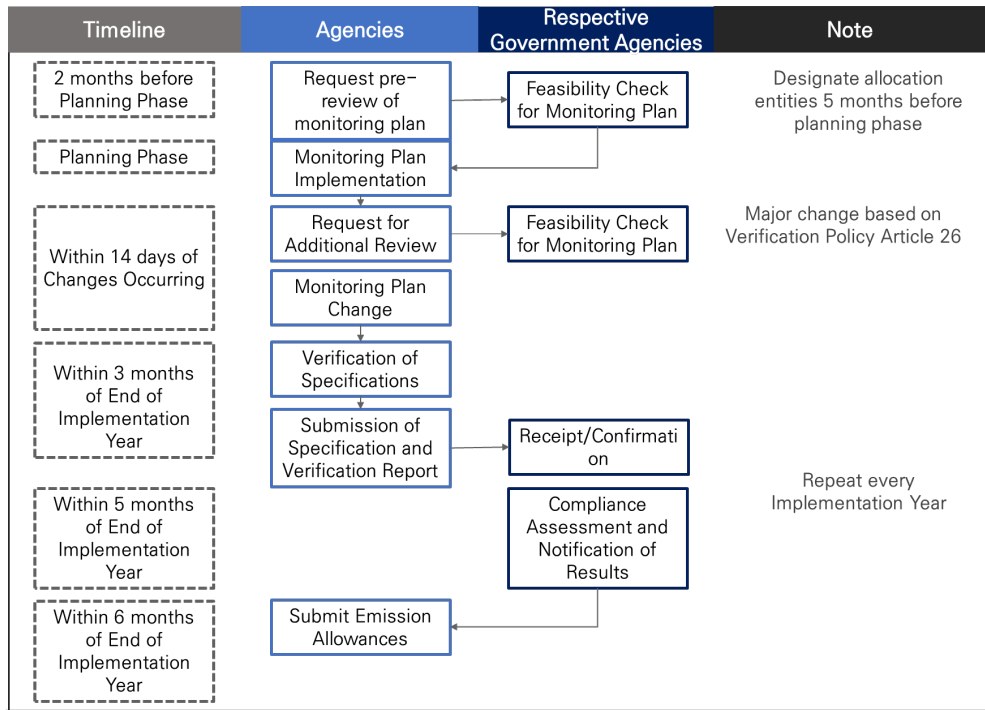 Timeline
Agencies
Respective
Government Agencies
Note
2 months before
Planning Phase
Request pre-
review of
monitoring plan
Feasibility Check
for Monitoring Plan
Designate allocation
entities 5 months before
planning phase
Planning Phase
Monitoring Plan
Implementation
Within 14 days of
Changes Occurring
Request for
Additional Review
Feasibility Check
for Monitoring Plan
Major change based on
Verification Policy Article 26
Monitoring Plan
Change
Within 3 months
of End of
Implementation
Year
Verification of
Specifications
Submission of
Specification and
Verification Report
Receipt/Confirmati
on
Repeat every
Implementation Year
Within 5 months
of End of
Implementation
Year
Compliance
Assessment and
Notification of
Results
Within 6 months
of End of
Implementation
Year
Submit Emission
Allowances